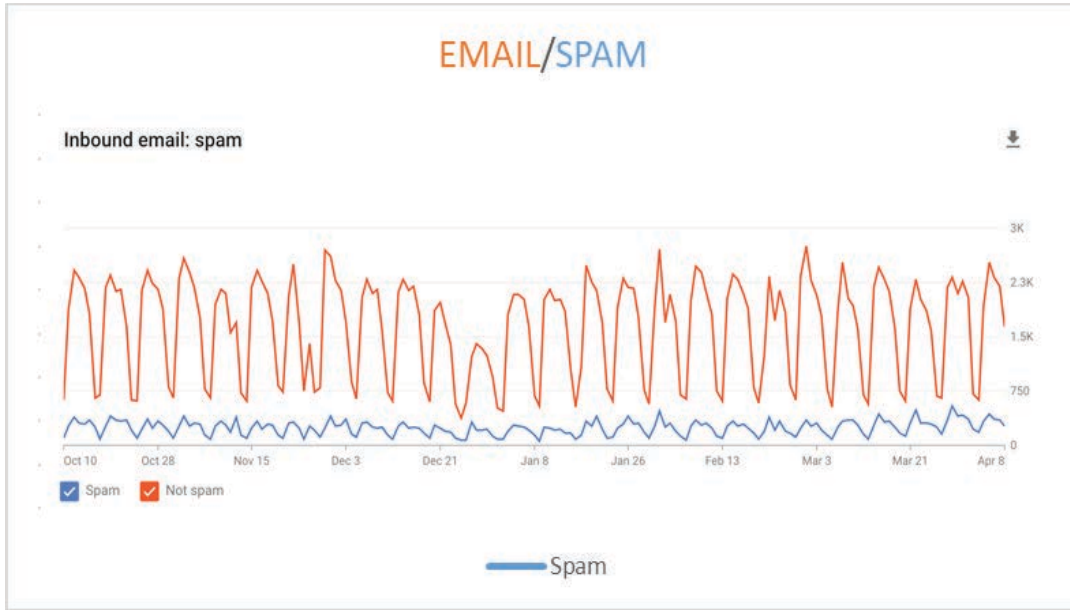 EMAIL/SPAM
Inbound email: spam
3K
2.3K
1.5K
750
0
Oct 10 Oct 28 Nov 15 Dec 3 Dec 21 Jan 8 Jan 26 Feb 13 Mar 3 Mar 21 Apr 8
Spam Not spam
Spam